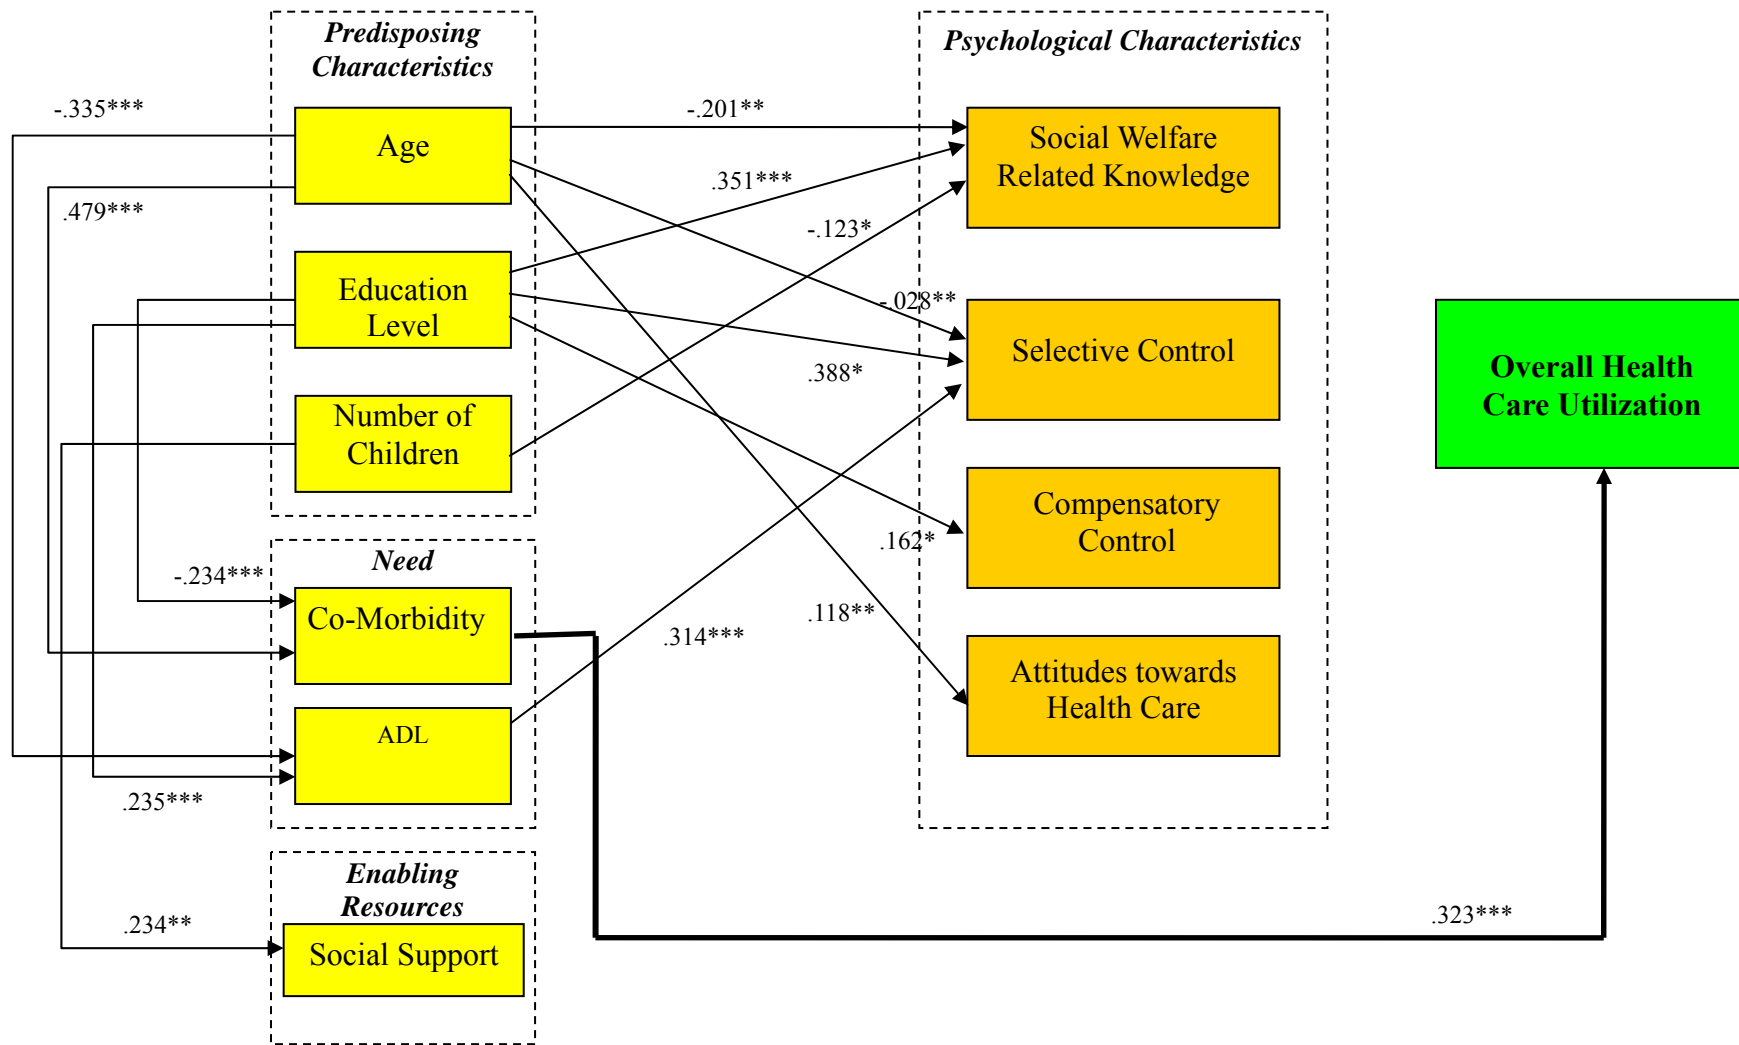 Predisposing
Characteristics
Psychological Characteristics
-.335***
Age
-.201**
Social Welfare
Related Knowledge
.351***
.479***
-.123*
Education
Level
-.028**
Selective Control
.388*
Overall Health
Care Utilization
Number of
Children
Compensatory
Control
.162*
Need
-.234***
Co-Morbidity
.118**
.314***
Attitudes towards
Health Care
ADL
.235***
Enabling
Resources
.234**
Social Support
.323***